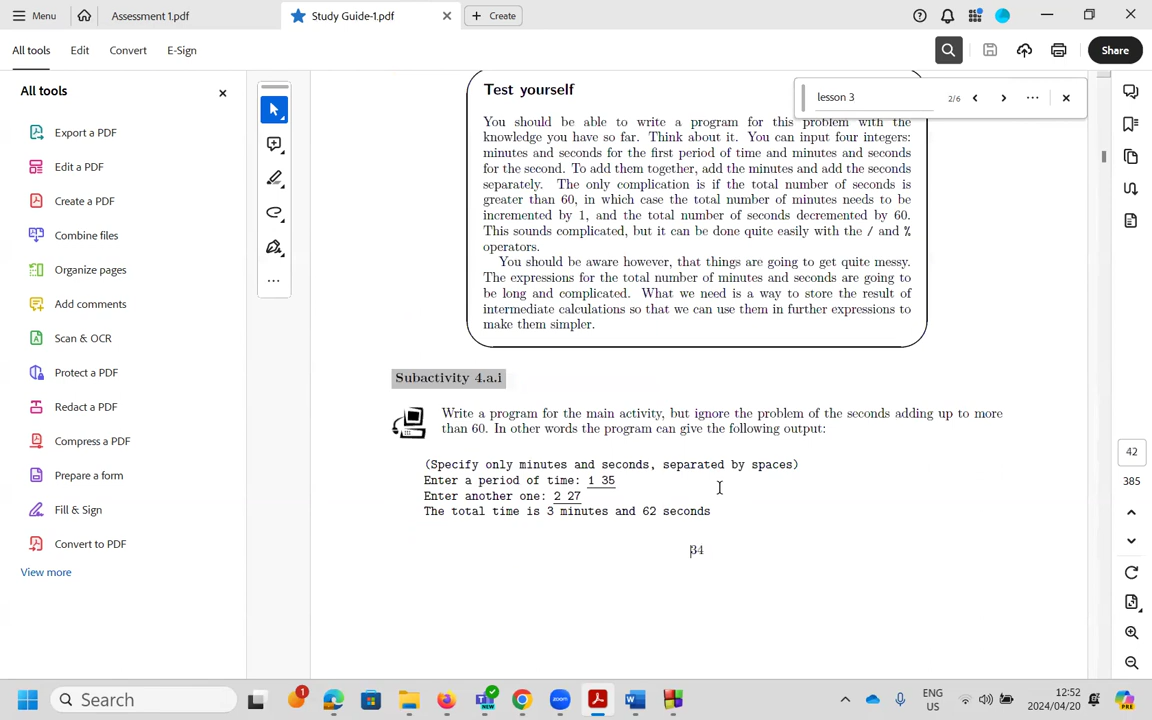 Menu
Assessment 1.pdf
Study Guide-1.pdf
Create
All tools
Edit
Convert
E-Sign
Share
All tools
Export a PDF
Edit a PDF
Create a PDF
Combine files
Organize pages
Add comments
Scan & OCR
Protect a PDF
Redact a PDF
Compress a PDF
Prepare a form
Fill & Sign
Convert to PDF
View more
lesson 3
2/6
Test yourself
You should be able to write a program for this problem with the
knowledge you have so far. Think about it. You can input four integers:
minutes and seconds for the first period of time and minutes and seconds
for the second. To add them together, add the minutes and add the seconds
separately. The only complication is if the total number of seconds is
greater than 60, in which case the total number of minutes needs to be
incremented by 1, and the total number of seconds decremented by 60.
This sounds complicated, but it can be done quite easily with the / and %
operators.
You should be aware however, that things are going to get quite messy.
The expressions for the total number of minutes and seconds are going to
be long and complicated. What we need is a way to store the result of
intermediate calculations so that we can use them in further expressions to
make them simpler.
Subactivity 4.a.i
Write a program for the main activity, but ignore the problem of the seconds adding up to more
than 60. In other words the program can give the following output:
(Specify only minutes and seconds, separated by spaces)
Enter a period of time: 1 35
Enter another one: 2 27
The total time is 3 minutes and 62 seconds
34
42
385
Search
1
NEW
ENG
US
12:52
2024/04/20
PRE